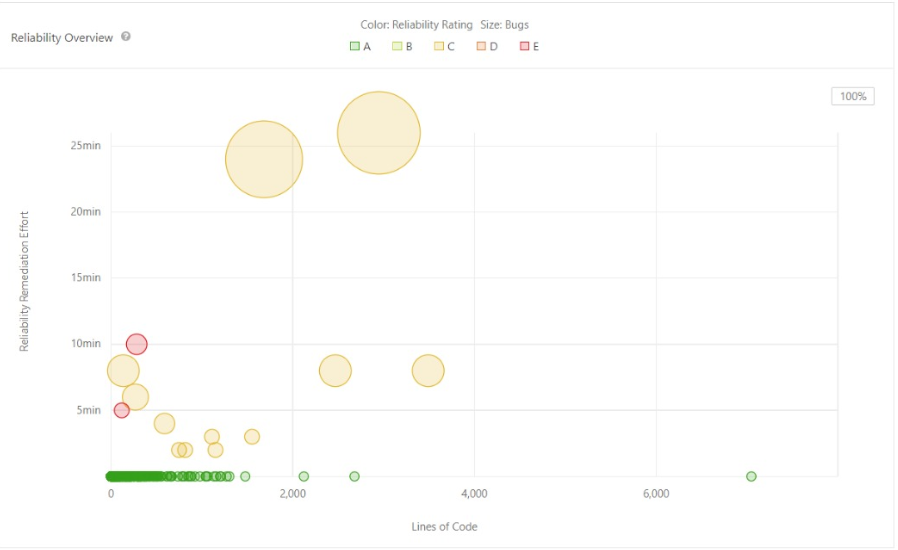 Color: Reliability Rating Size: Bugs
Reliability Overview ?
A B C D E
100%
25min
20min
15min
10min
5min
Reliability Remediation Effort
0 2,000 4,000 6,000
Lines of Code